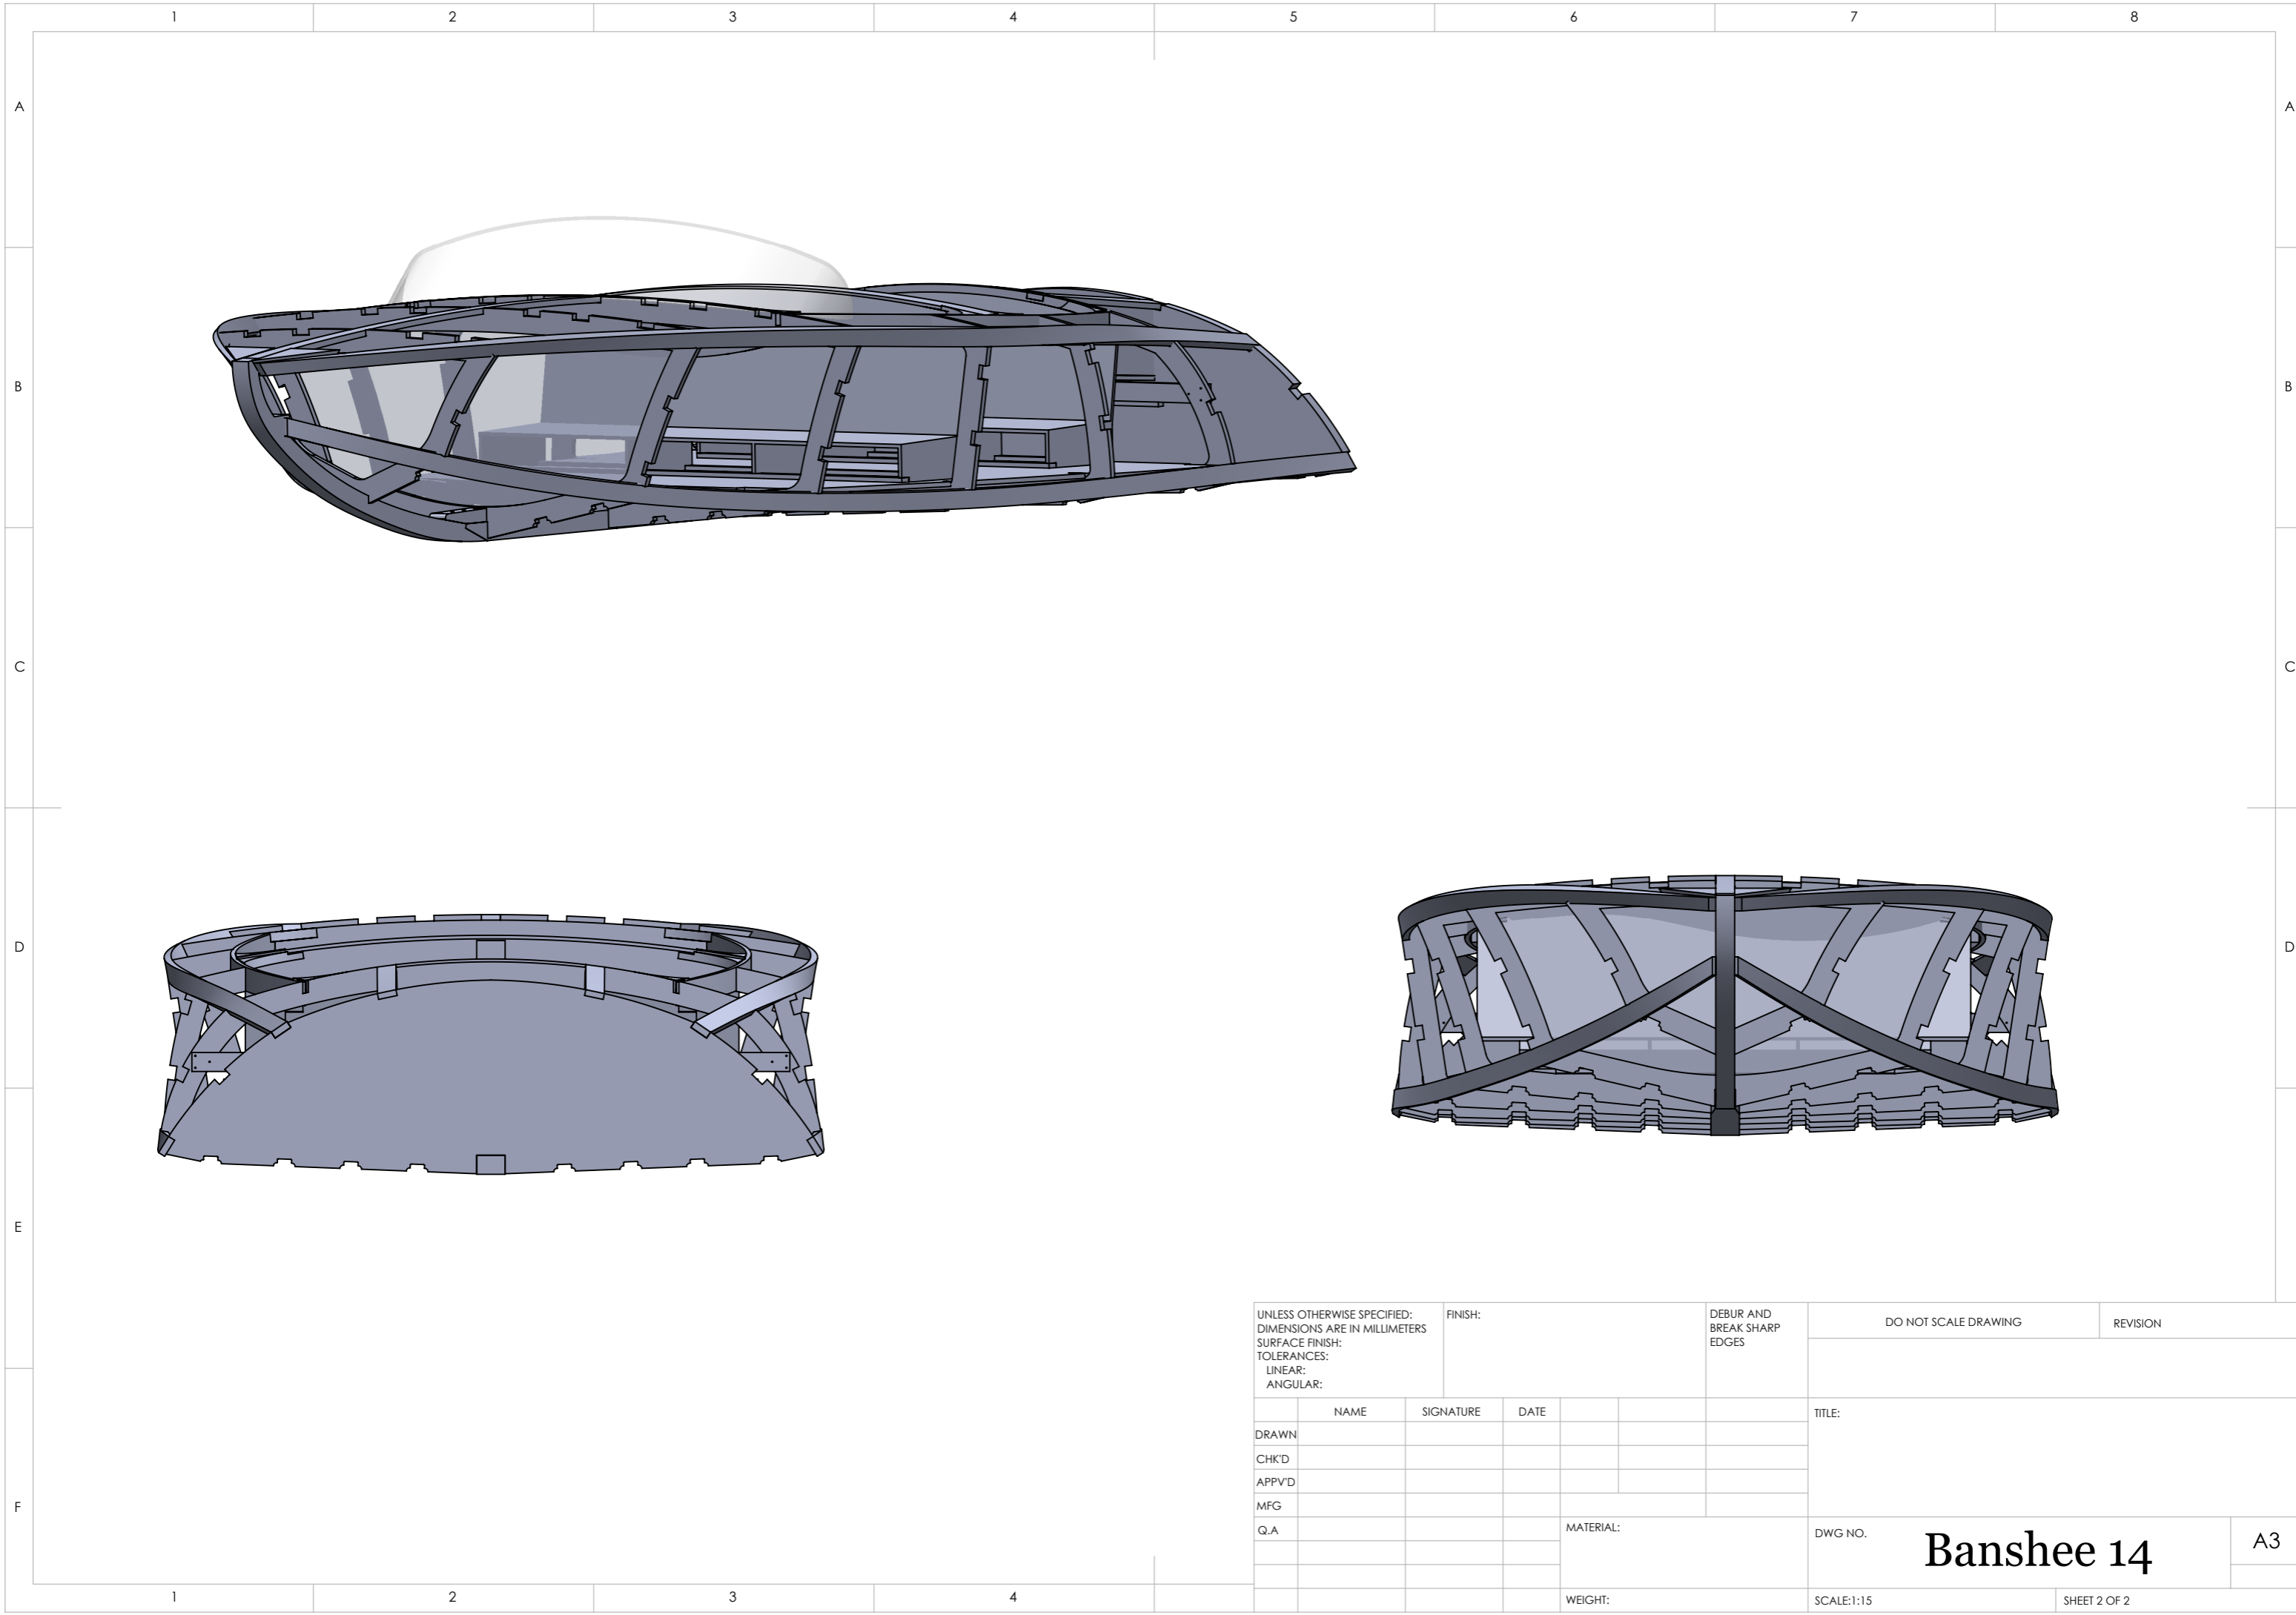 1 2 3 4 5 6 7 8
A A
B B
C C
D D
E
F
1 2 3 4
UNLESS OTHERWISE SPECIFIED:
DIMENSIONS ARE IN MILLIMETERS
SURFACE FINISH:
TOLERANCES:
LINEAR:
ANGULAR:
FINISH:
DEBUR AND
BREAK SHARP
EDGES
DO NOT SCALE DRAWING
REVISION
NAME SIGNATURE DATE
DRAWN
CHK'D
APPV'D
MFG
Q.A
TITLE:
MATERIAL:
DWG NO.
Banshee 14
A3
WEIGHT:
SCALE:1:15
SHEET 2 OF 2